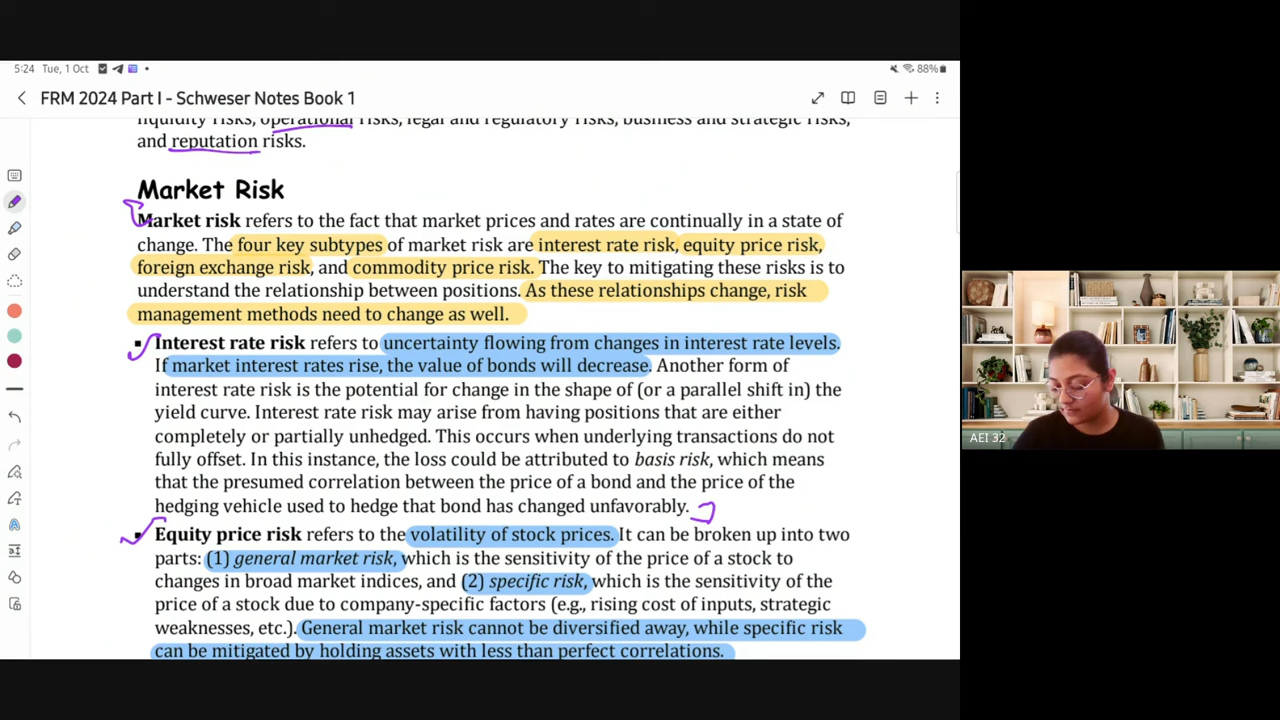 5:24 Tue, 1 Oct
88%
FRM 2024 Part I - Schweser Notes Book 1
liquidity risks, operational risks, legal and regulatory risks, business and strategic risks,
and reputation risks.
Market Risk
Market risk refers to the fact that market prices and rates are continually in a state of
change. The four key subtypes of market risk are interest rate risk, equity price risk,
foreign exchange risk, and commodity price risk. The key to mitigating these risks is to
understand the relationship between positions. As these relationships change, risk
management methods need to change as well.
▪ Interest rate risk refers to uncertainty flowing from changes in interest rate levels.
If market interest rates rise, the value of bonds will decrease. Another form of
interest rate risk is the potential for change in the shape of (or a parallel shift in) the
yield curve. Interest rate risk may arise from having positions that are either
completely or partially unhedged. This occurs when underlying transactions do not
fully offset. In this instance, the loss could be attributed to basis risk, which means
that the presumed correlation between the price of a bond and the price of the
hedging vehicle used to hedge that bond has changed unfavorably.
▪ Equity price risk refers to the volatility of stock prices. It can be broken up into two
parts: (1) general market risk, which is the sensitivity of the price of a stock to
changes in broad market indices, and (2) specific risk, which is the sensitivity of the
price of a stock due to company-specific factors (e.g., rising cost of inputs, strategic
weaknesses, etc.). General market risk cannot be diversified away, while specific risk
can be mitigated by holding assets with less than perfect correlations.
AEI 32